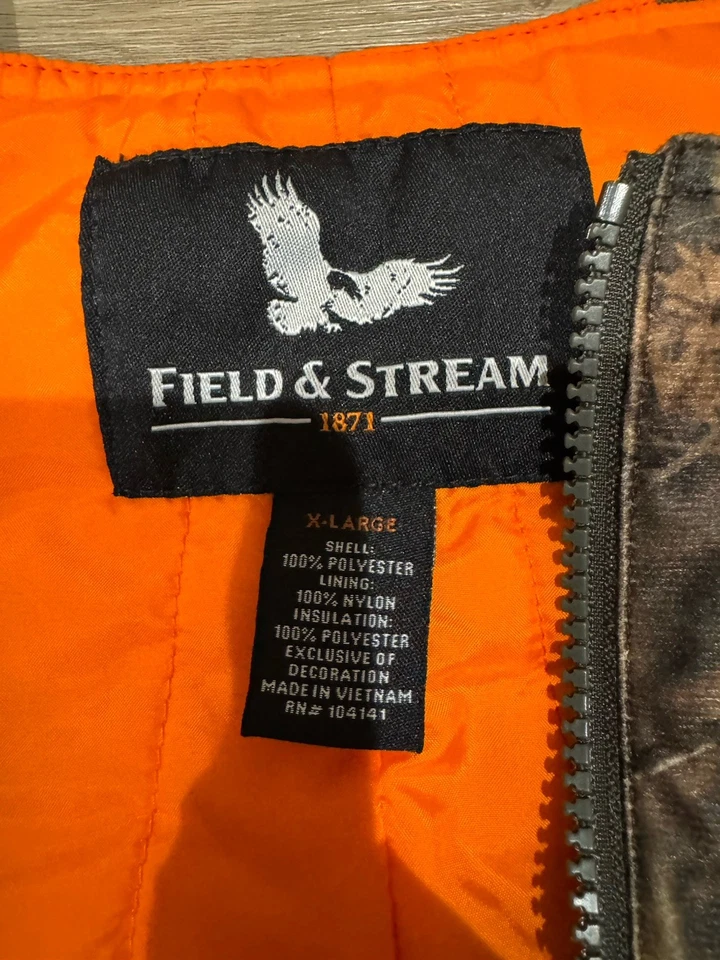 FIELD & STREAM
1871
X-LARGE
SHELL:
100% POLYESTER
LINING:
100% NYLON
INSULATION:
100% POLYESTER
EXCLUSIVE OF
DECORATION
MADE IN VIETNAM
RN# 104141